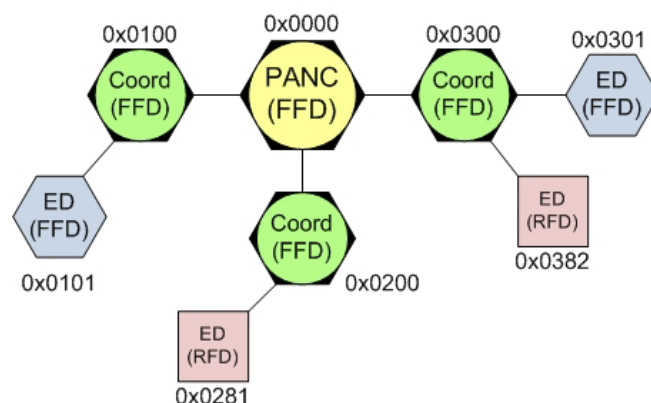 0x0100
0x0000
0x0300
0x0301
Coord
(FFD)
PANC
(FFD)
Coord
(FFD)
ED
(FFD)
ED
(FFD)
0x0101
Coord
(FFD)
0x0200
ED
(RFD)
0x0382
ED
(RFD)
0x0281